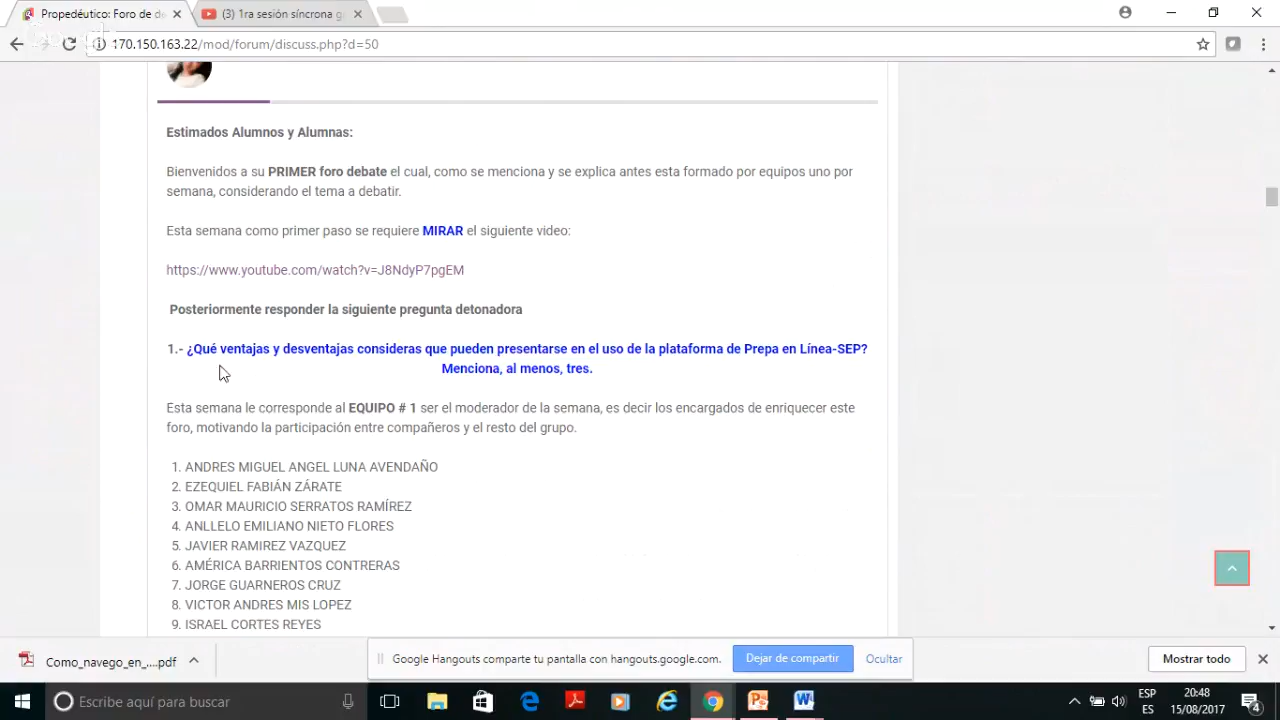 Propedéutico: Foro de de
(3) 1ra sesión síncrona g
170.150.163.22/mod/forum/discuss.php?d=50
Estimados Alumnos y Alumnas:
Bienvenidos a su PRIMER foro debate el cual, como se menciona y se explica antes esta formado por equipos uno por
semana, considerando el tema a debatir.
Esta semana como primer paso se requiere MIRAR el siguiente video:
https://www.youtube.com/watch?v=J8NdyP7pgEM
Posteriormente responder la siguiente pregunta detonadora
1.- ¿Qué ventajas y desventajas consideras que pueden presentarse en el uso de la plataforma de Prepa en Línea-SEP?
Menciona, al menos, tres.
Esta semana le corresponde al EQUIPO # 1 ser el moderador de la semana, es decir los encargados de enriquecer este
foro, motivando la participación entre compañeros y el resto del grupo.
1. ANDRES MIGUEL ANGEL LUNA AVENDAÑO
2. EZEQUIEL FABIÁN ZÁRATE
3. OMAR MAURICIO SERRATOS RAMÍREZ
4. ANLLELO EMILIANO NIETO FLORES
5. JAVIER RAMIREZ VAZQUEZ
6. AMÉRICA BARRIENTOS CONTRERAS
7. JORGE GUARNEROS CRUZ
8. VICTOR ANDRES MIS LOPEZ
9. ISRAEL CORTES REYES
Como_navego_en_....pdf
Google Hangouts comparte tu pantalla con hangouts.google.com.
Dejar de compartir
Ocultar
Mostrar todo
Escribe aquí para buscar
ESP
ES
20:48
15/08/2017
4